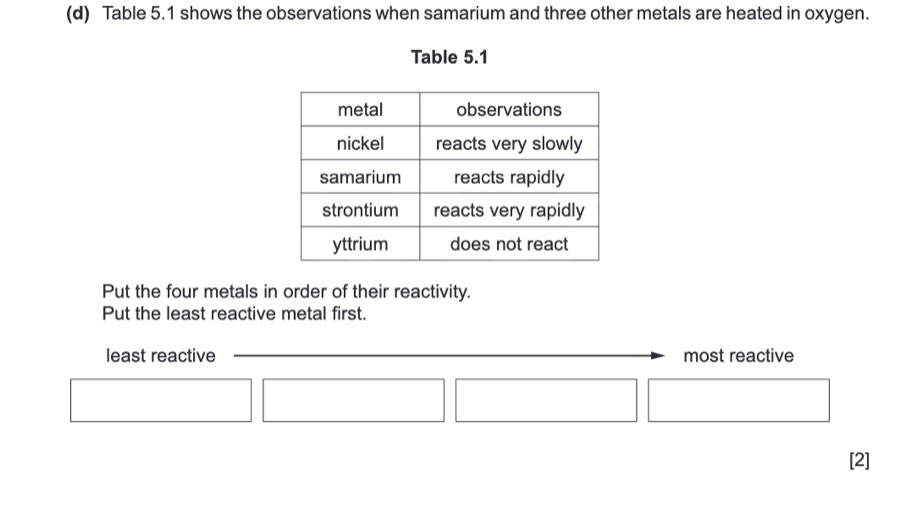 (d) Table 5.1 shows the observations when samarium and three other metals are heated in oxygen.
Table 5.1
metal observations
nickel reacts very slowly
samarium reacts rapidly
strontium reacts very rapidly
yttrium does not react
Put the four metals in order of their reactivity.
Put the least reactive metal first.
least reactive most reactive
[2]